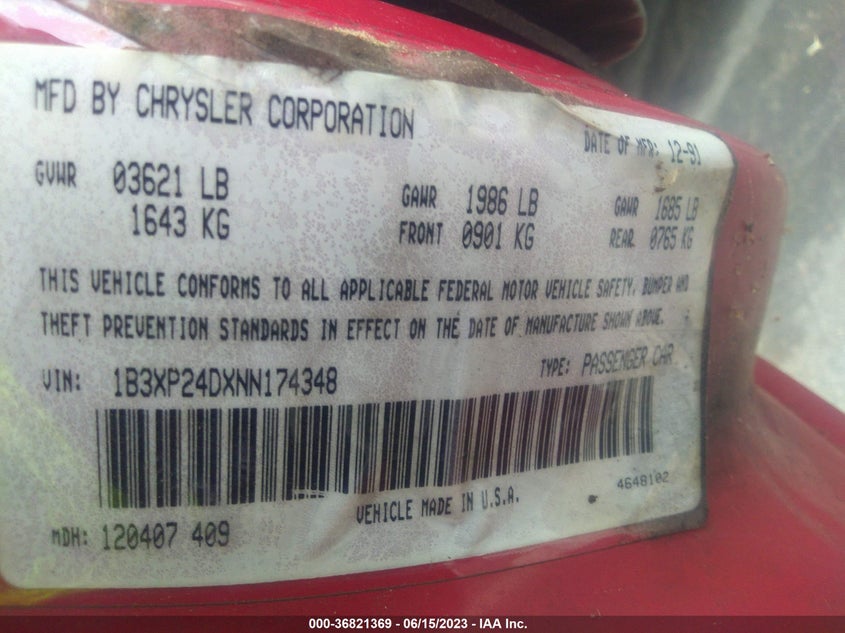 MFD BY CHRYSLER CORPORATION
DATE OF MFR: 12-91
GVWR 03621 LB GAWR 1986 LB GAWR 1685 LB
1643 KG FRONT 0901 KG REAR 0765 KG
THIS VEHICLE CONFORMS TO ALL APPLICABLE FEDERAL MOTOR VEHICLE SAFETY, BUMPER AND
THEFT PREVENTION STANDARDS IN EFFECT ON THE DATE OF MANUFACTURE SHOWN ABOVE.
VIN: 1B3XP24DXNN174348 TYPE: PASSENGER CAR
4648102
VEHICLE MADE IN U.S.A.
MDH: 120407 409
000-36821369 - 06/15/2023 - IAA Inc.